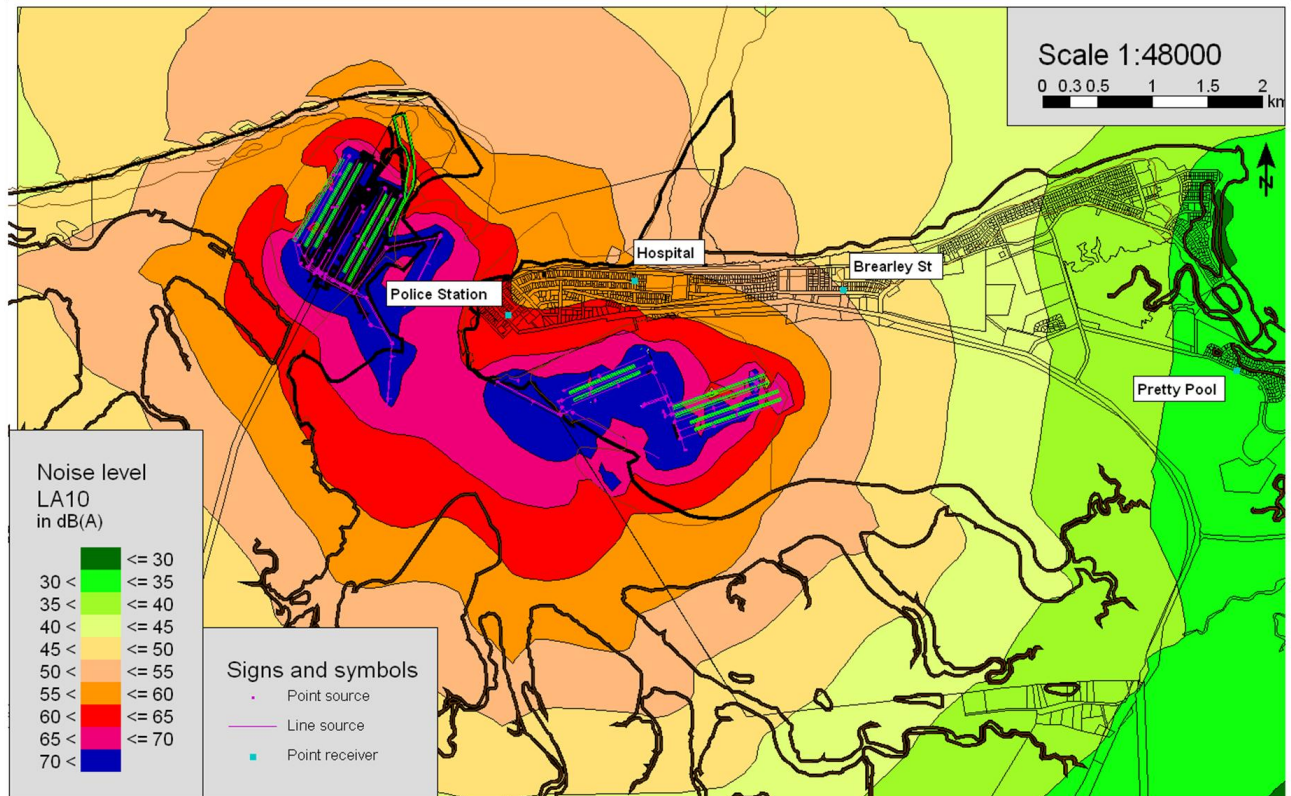 Scale 1:48000
0 0.3 0.5 1 1.5 2
km
N
Hospital
Brearley St
Police Station
Pretty Pool
Noise level
LA10
in dB(A)
<= 30
30 < <= 35
35 < <= 40
40 < <= 45
45 < <= 50
50 < <= 55
55 < <= 60
60 < <= 65
65 < <= 70
70 <
Signs and symbols
Point source
Line source
Point receiver